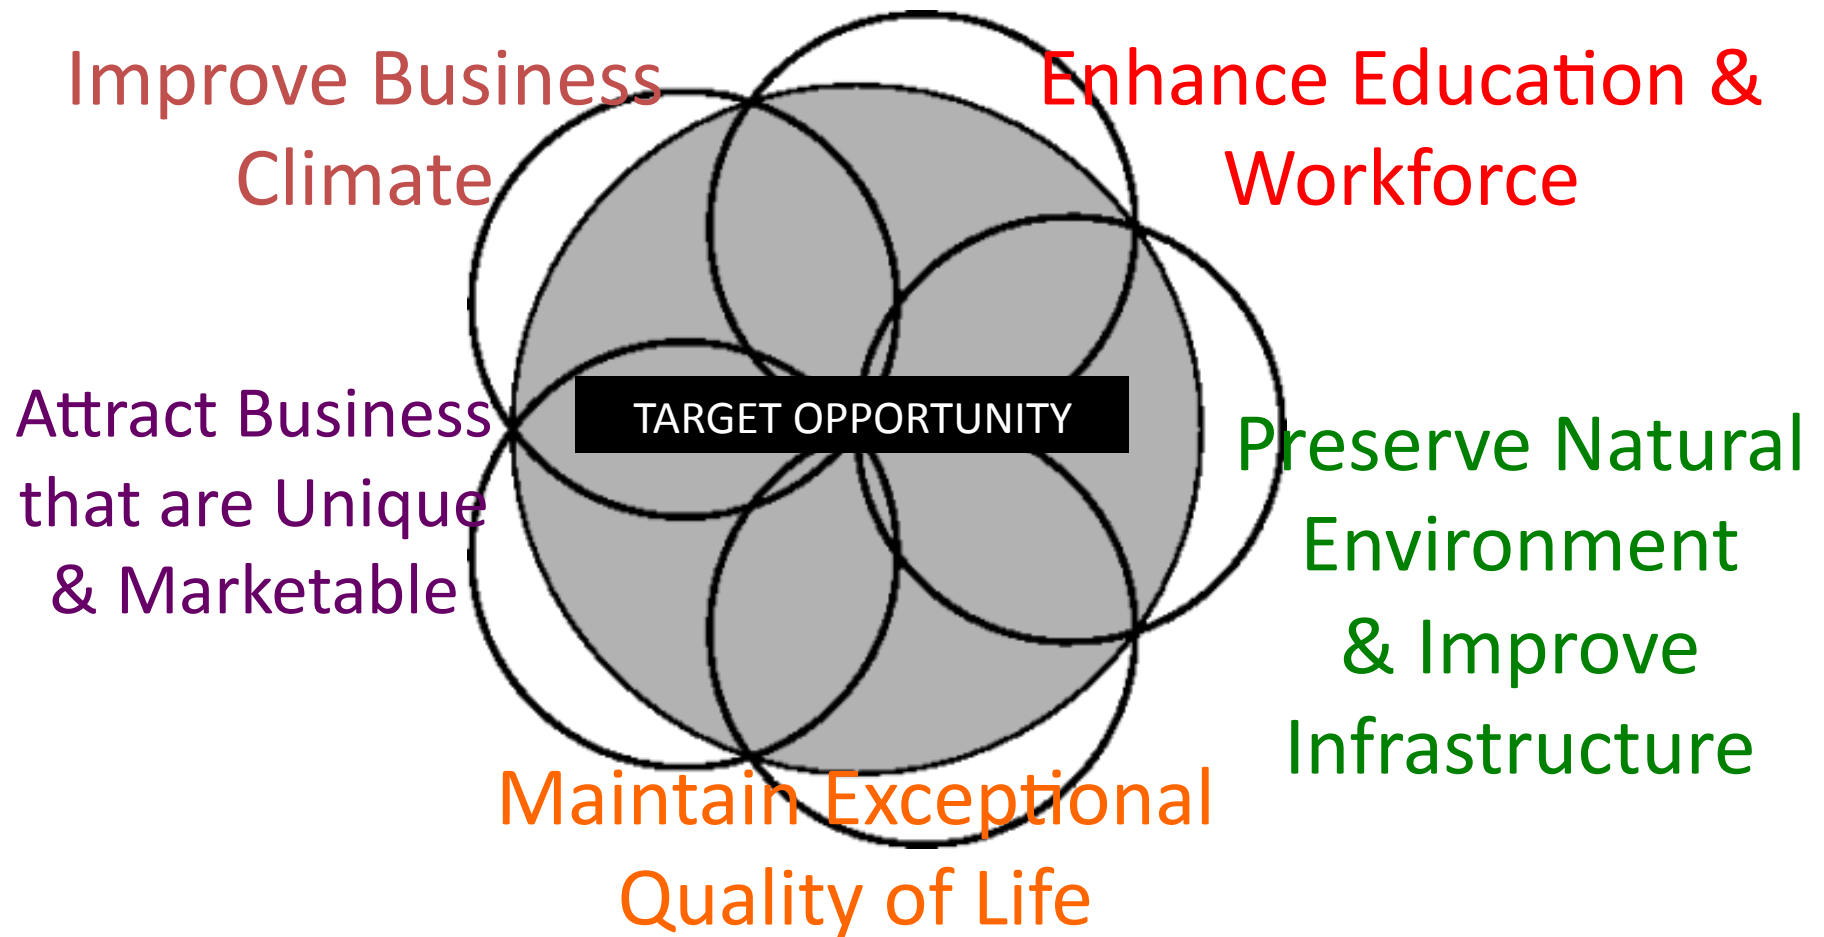 Improve Business
Climate
Enhance Education &
Workforce
Attract Business
that are Unique
& Marketable
TARGET OPPORTUNITY
Preserve Natural
Environment
& Improve
Infrastructure
Maintain Exceptional
Quality of Life